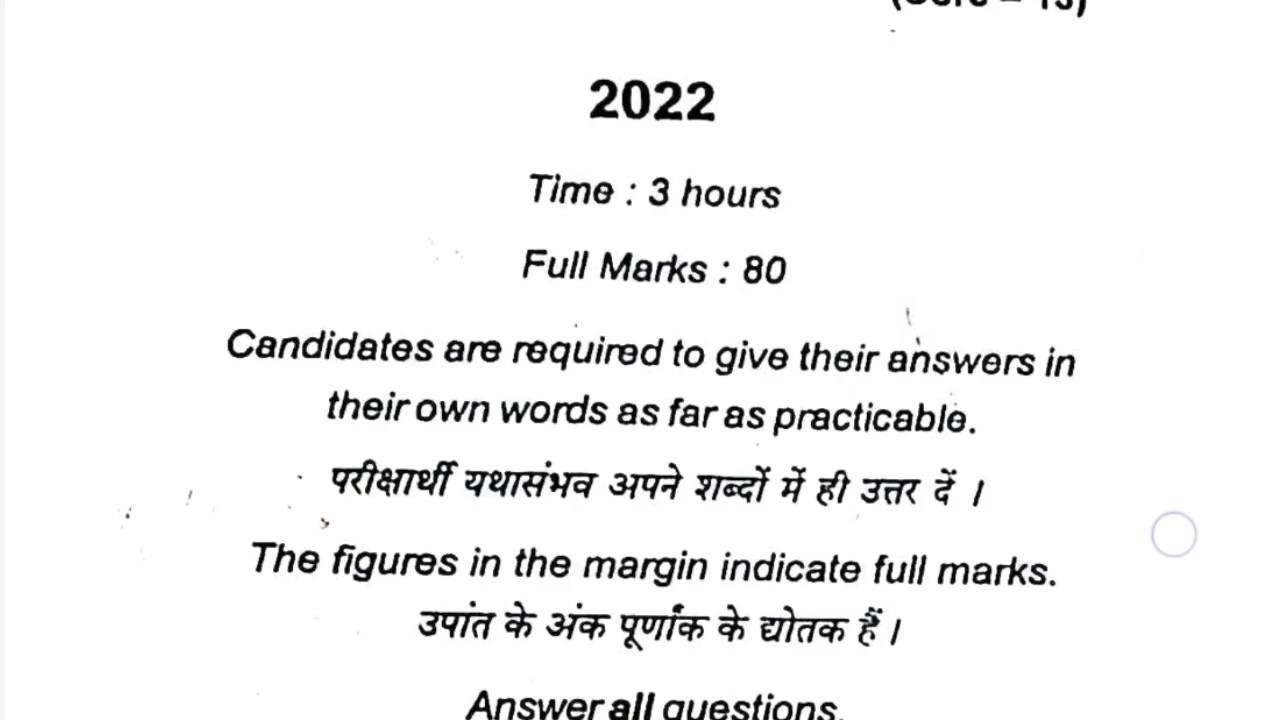 2022
Time : 3 hours
Full Marks : 80
Candidates are required to give their answers in
their own words as far as practicable.
परीक्षार्थी यथासंभव अपने शब्दों में ही उत्तर दें ।
The figures in the margin indicate full marks.
उपांत के अंक पूर्णांक के द्योतक हैं ।
Answer all questions.